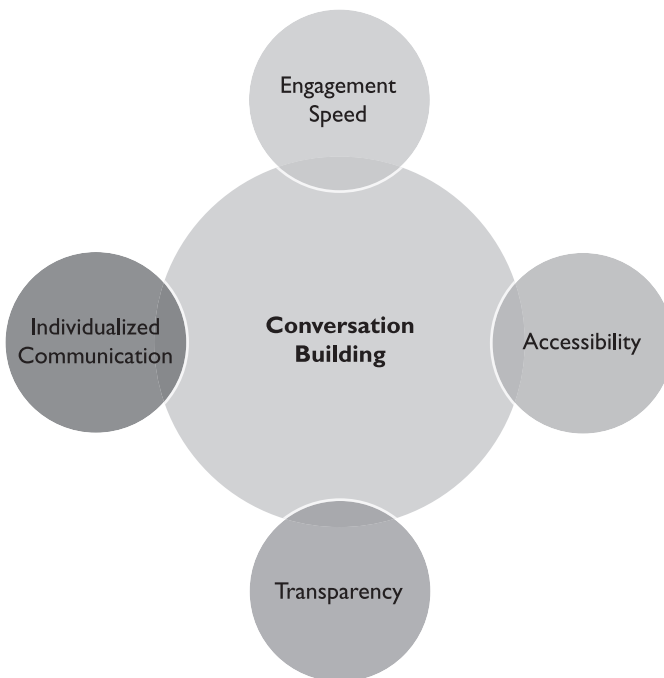 Engagement
Speed
Individualized
Communication
Conversation
Building
Accessibility
Transparency